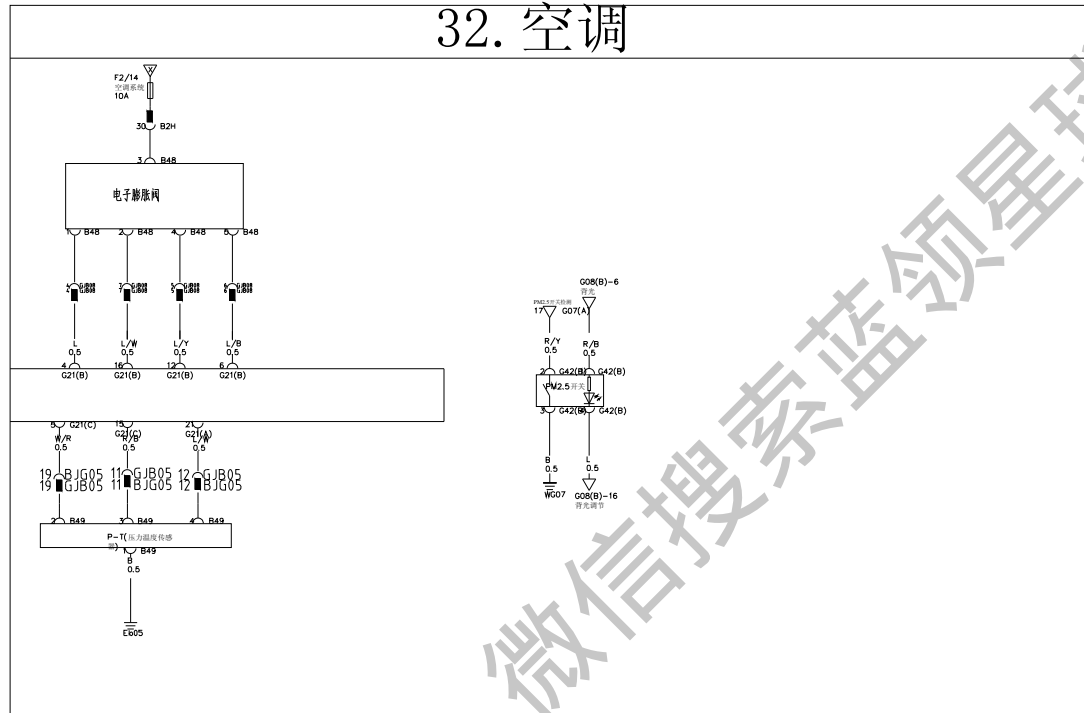 32.空调
F2/14
空调系统
10A
30 B2H
3 B48
电子膨胀阀
1 B48 2 B48 4 B48 5 B48
L 0.5 L/W 0.5 L/Y 0.5 L/B 0.5
4 G21(B) 16 G21(B) 12 G21(B) 6 G21(B)
5 G21(C) 15 G21(C) 21 G21(A)
W/R 0.5 R/B 0.5 L/W 0.5
19 BJG05 11 GJB05 12 GJB05
19 GJB05 11 BJG05 12 BJG05
2 B49 3 B49 4 B49
P-T(压力温度传感
器)
1 B49
B
0.5
EB05
G08(B)-6
背光
PM2.5开关检测
17 G07(A)
R/Y 0.5 R/B 0.5
2 G42(B) G42(B)
PM2.5开关
3 G42(B) G42(B)
B 0.5 L 0.5
WG07
G08(B)-16
背光调节
微信搜索蓝领星球